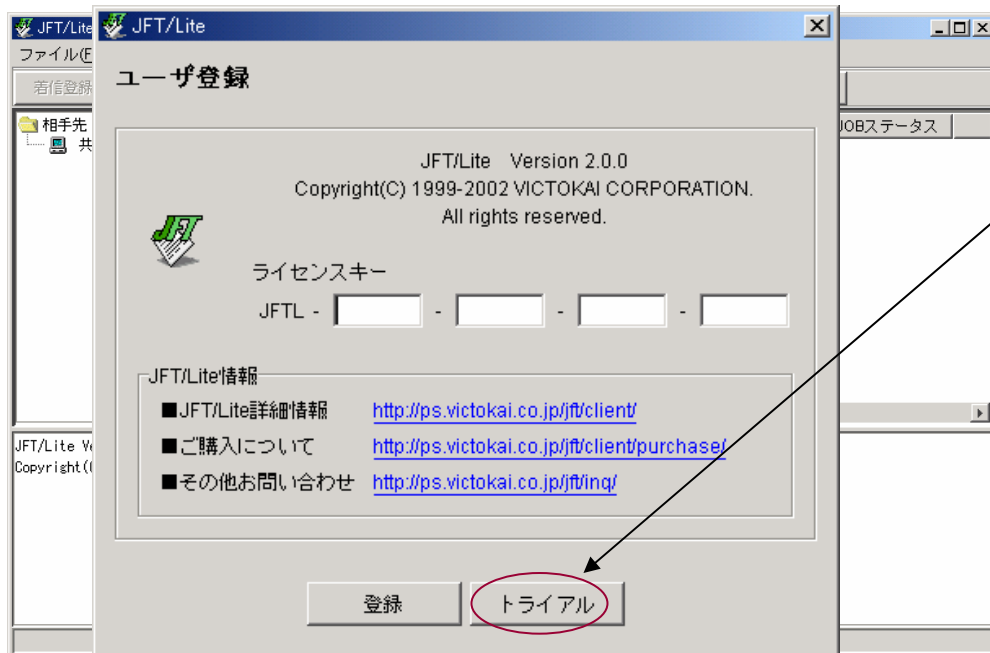 JFT/Lite
JFT/Lite
ファイル(F
着信登録
相手先
共
JOBステータス
ユーザ登録
JFT/Lite Version 2.0.0
Copyright(C) 1999-2002 VICTOKAI CORPORATION.
All rights reserved.
JFT
ライセンスキー
JFTL - - - -
JFT/Lite情報
■JFT/Lite詳細情報 http://ps.victokai.co.jp/jft/client/
■ご購入について http://ps.victokai.co.jp/jft/client/purchase/
■その他お問い合わせ http://ps.victokai.co.jp/jft/inq/
JFT/Lite Ve
Copyright(
登録 トライアル